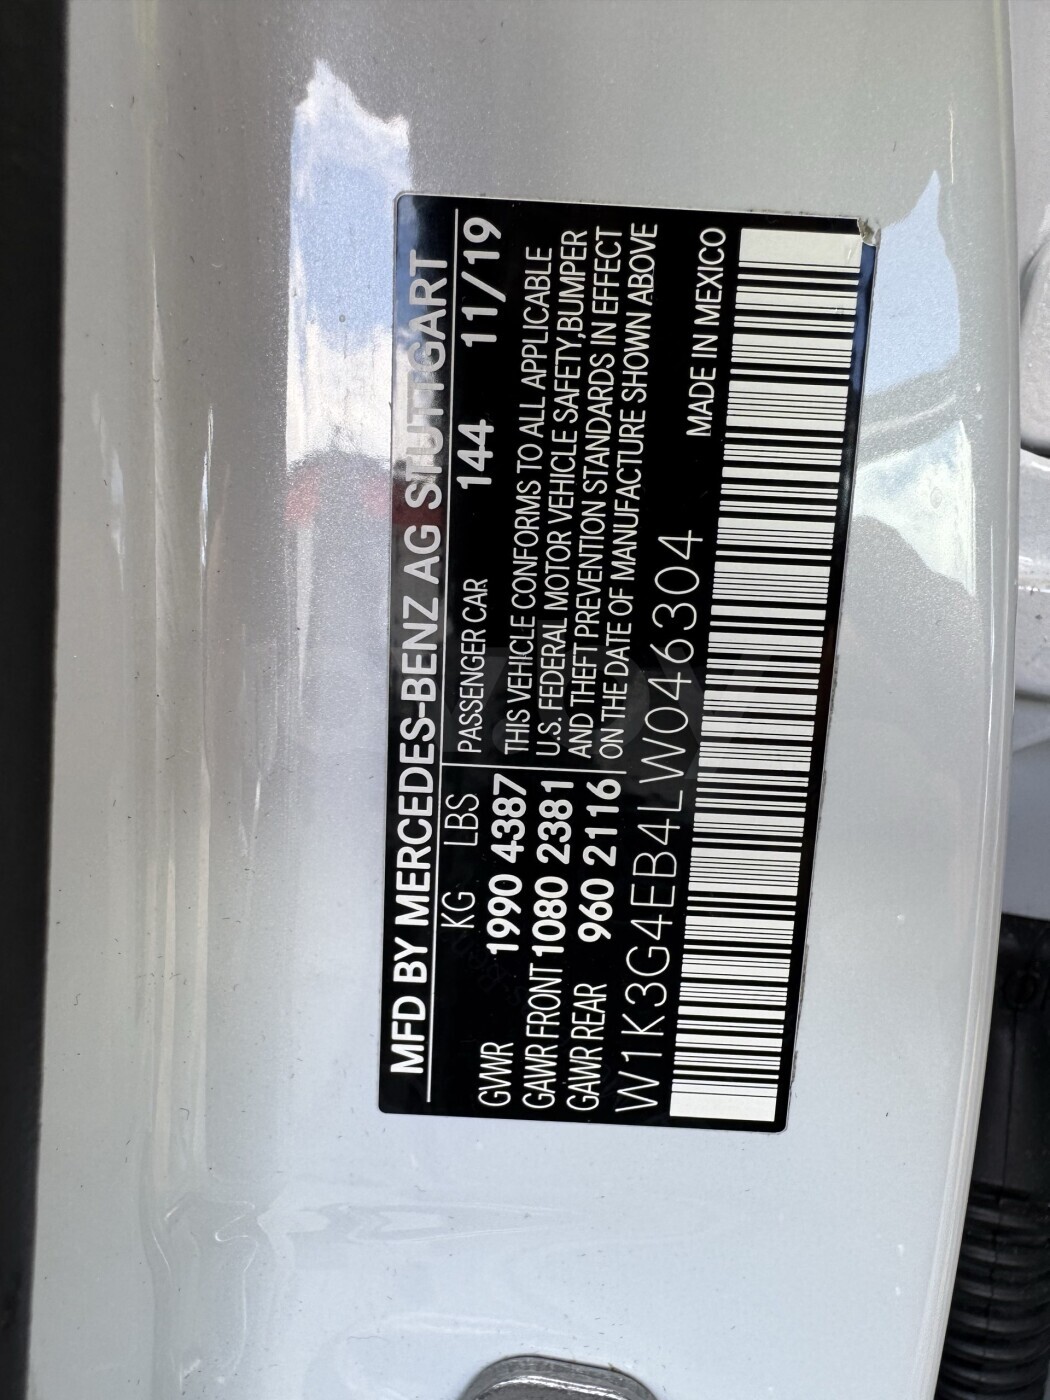 MFD BY MERCEDES-BENZ AG STUTTGART
KG LBS PASSENGER CAR 144 11/19
GVWR 1990 4387 THIS VEHICLE CONFORMS TO ALL APPLICABLE
GAWR FRONT 1080 2381 U.S. FEDERAL MOTOR VEHICLE SAFETY,BUMPER
GAWR REAR 960 2116 AND THEFT PREVENTION STANDARDS IN EFFECT
ON THE DATE OF MANUFACTURE SHOWN ABOVE
W1K3G4EB4LW046304 MADE IN MEXICO